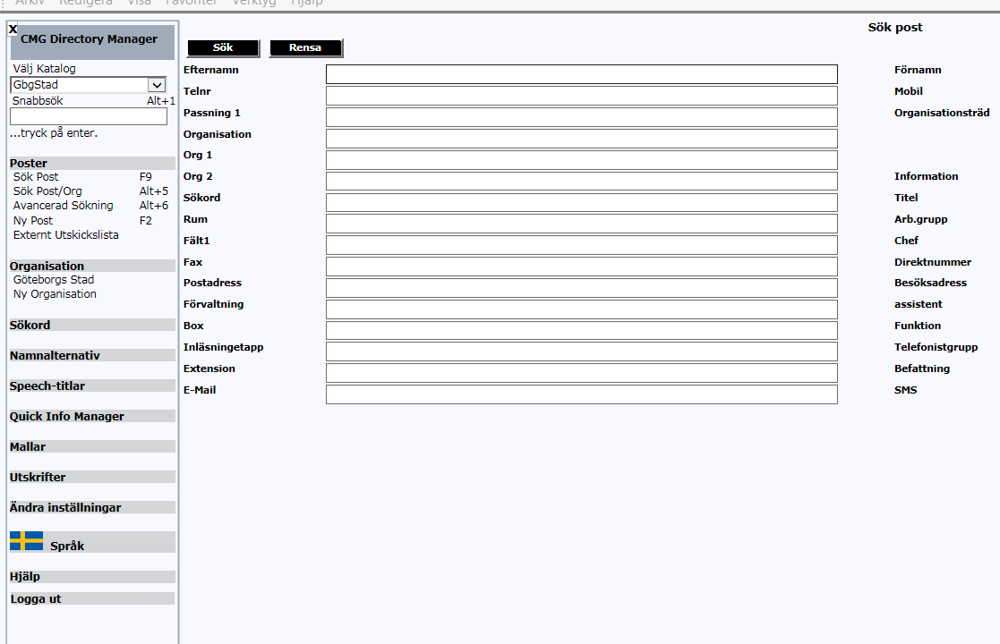 Arkiv Redigera Visa Favoriter Verktyg Hjälp
X
CMG Directory Manager
Välj Katalog
GbgStad
Snabbsök Alt+1
...tryck på enter.
Poster
Sök Post F9
Sök Post/Org Alt+5
Avancerad Sökning Alt+6
Ny Post F2
Externt Utskickslista
Organisation
Göteborgs Stad
Ny Organisation
Sökord
Namnalternativ
Speech-titlar
Quick Info Manager
Mallar
Utskrifter
Ändra inställningar
Språk
Hjälp
Logga ut
Sök post
Sök Rensa
Efternamn Förnamn
Telnr Mobil
Passning 1 Organisationsträd
Organisation
Org 1
Org 2 Information
Sökord Titel
Rum Arb.grupp
Fält1 Chef
Fax Direktnummer
Postadress Besöksadress
Förvaltning assistent
Box Funktion
Inläsningetapp Telefonistgrupp
Extension Befattning
E-Mail SMS